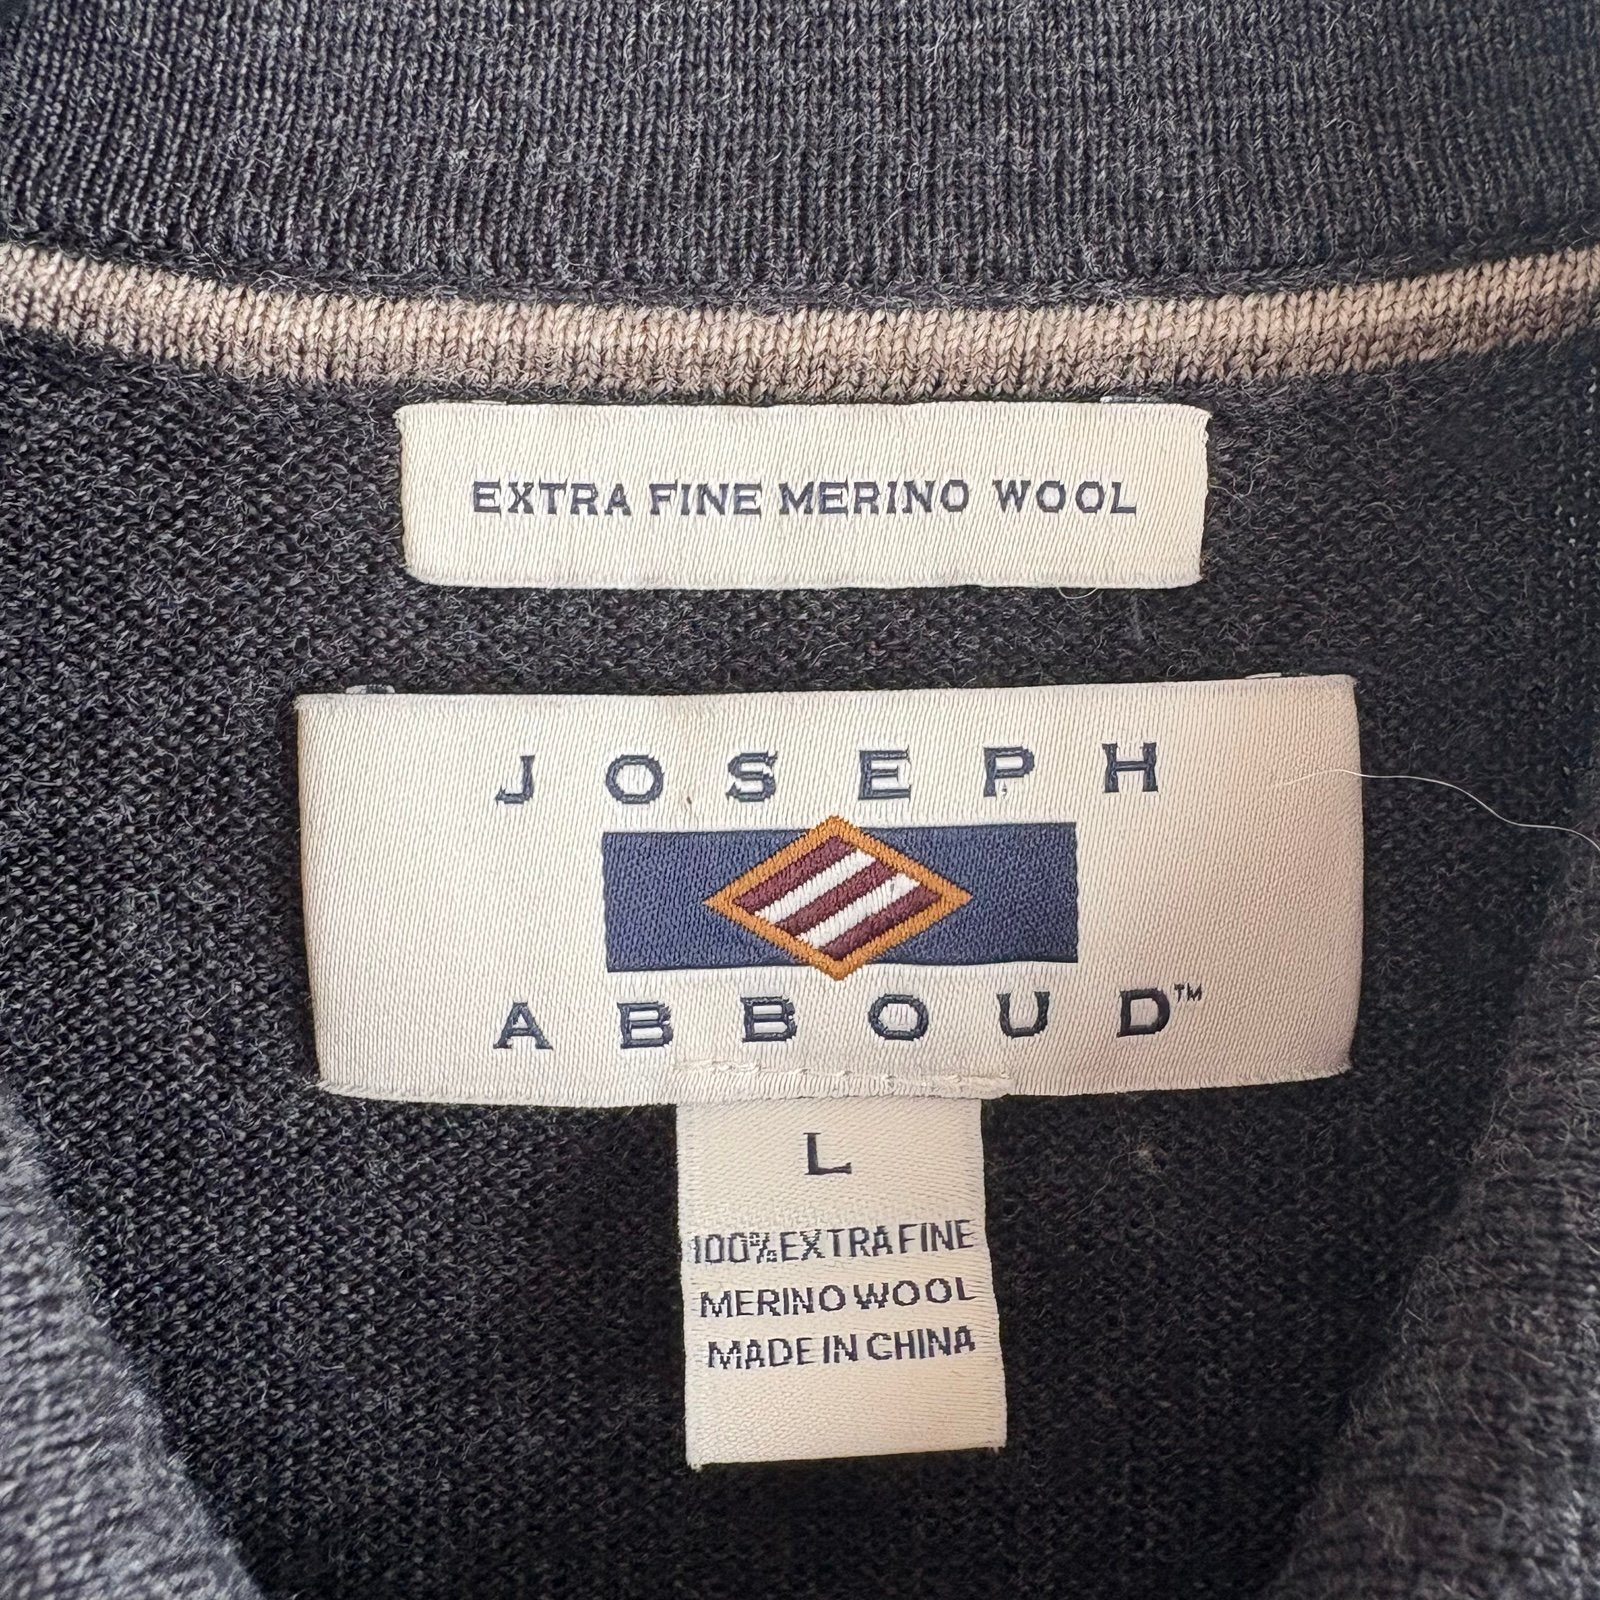 EXTRA FINE MERINO WOOL
JOSEPH
ABBOUD™
L
100% EXTRA FINE
MERINO WOOL
MADE IN CHINA